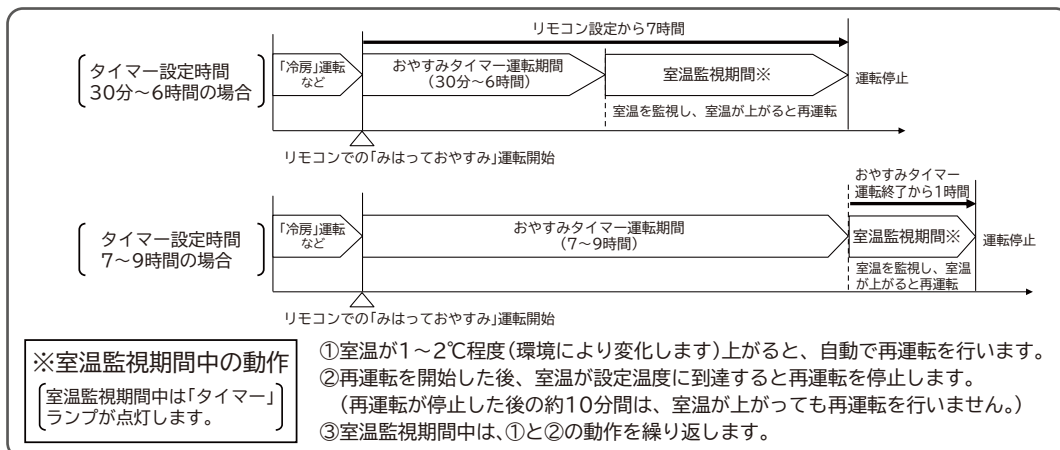 リモコン設定から7時間
タイマー設定時間
30分～6時間の場合
「冷房」運転
など
おやすみタイマー運転期間
(30分～6時間)
室温監視期間※
運転停止
室温を監視し、室温が上がると再運転
リモコンでの「みはっておやすみ」運転開始
おやすみタイマー
運転終了から1時間
タイマー設定時間
7～9時間の場合
「冷房」運転
など
おやすみタイマー運転期間
(7～9時間)
室温監視期間※
運転停止
室温を監視し、室温
が上がると再運転
リモコンでの「みはっておやすみ」運転開始
※室温監視期間中の動作
室温監視期間中は「タイマー」
ランプが点灯します。
①室温が1～2℃程度(環境により変化します)上がると、自動で再運転を行います。
②再運転を開始した後、室温が設定温度に到達すると再運転を停止します。
(再運転が停止した後の約10分間は、室温が上がっても再運転を行いません。)
③室温監視期間中は、①と②の動作を繰り返します。